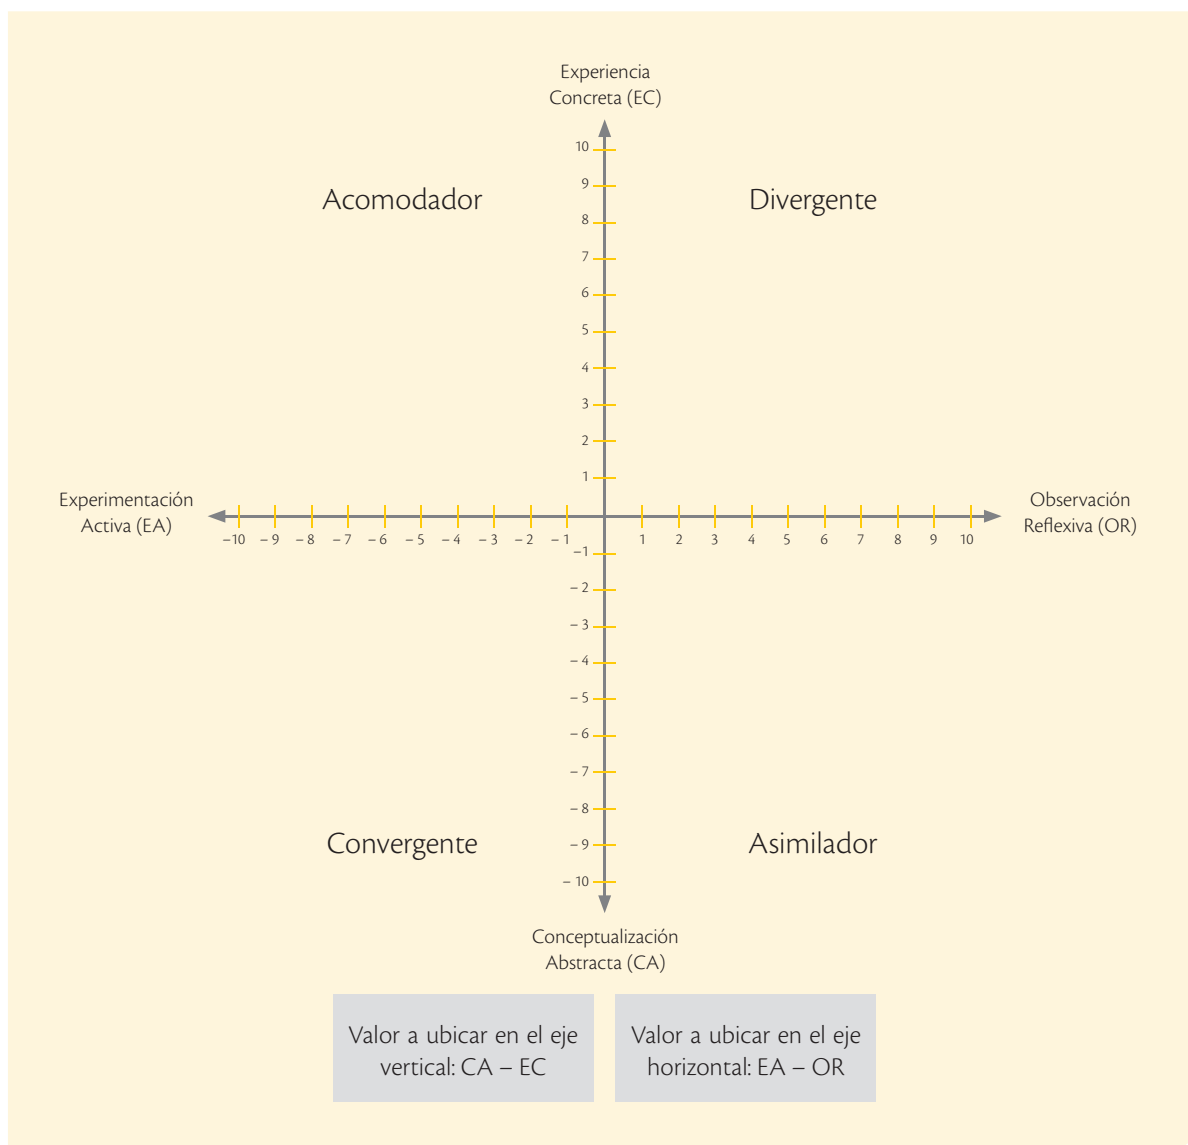 Experiencia
Concreta (EC)
10
9
8
7
6
5
4
3
2
1
Acomodador
Divergente
Experimentación
Activa (EA)
Observación
Reflexiva (OR)
–10 – 9 – 8 – 7 – 6 – 5 – 4 – 3 – 2 – 1 1 2 3 4 5 6 7 8 9 10
–1
– 2
– 3
– 4
– 5
– 6
– 7
– 8
– 9
– 10
Convergente
Asimilador
Conceptualización
Abstracta (CA)
Valor a ubicar en el eje
vertical: CA – EC
Valor a ubicar en el eje
horizontal: EA – OR